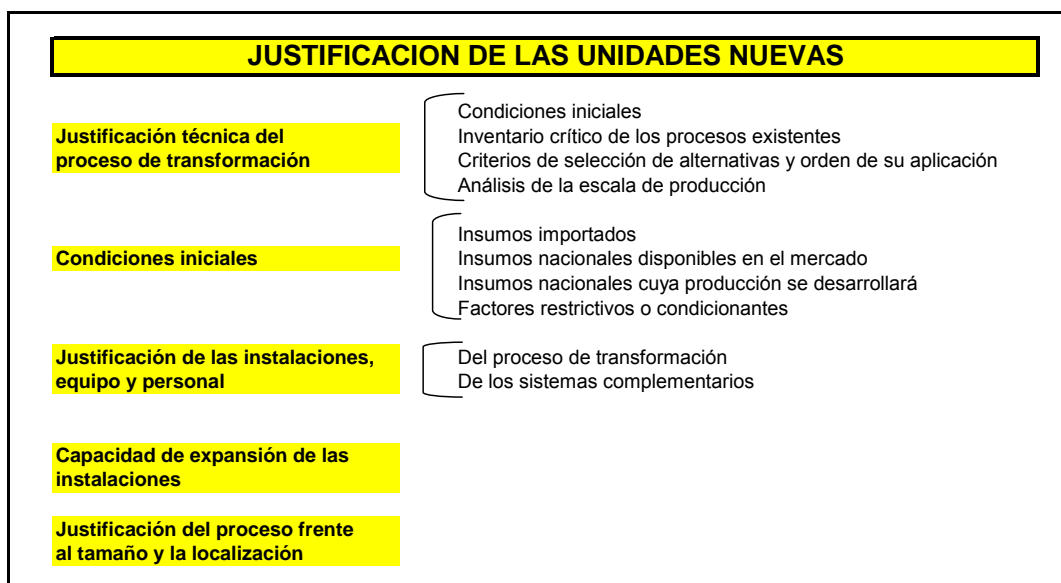 JUSTIFICACION DE LAS UNIDADES NUEVAS
Justificación técnica del
proceso de transformación
Condiciones iniciales
Inventario crítico de los procesos existentes
Criterios de selección de alternativas y orden de su aplicación
Análisis de la escala de producción
Condiciones iniciales
Insumos importados
Insumos nacionales disponibles en el mercado
Insumos nacionales cuya producción se desarrollará
Factores restrictivos o condicionantes
Justificación de las instalaciones,
equipo y personal
Del proceso de transformación
De los sistemas complementarios
Capacidad de expansión de las
instalaciones
Justificación del proceso frente
al tamaño y la localización